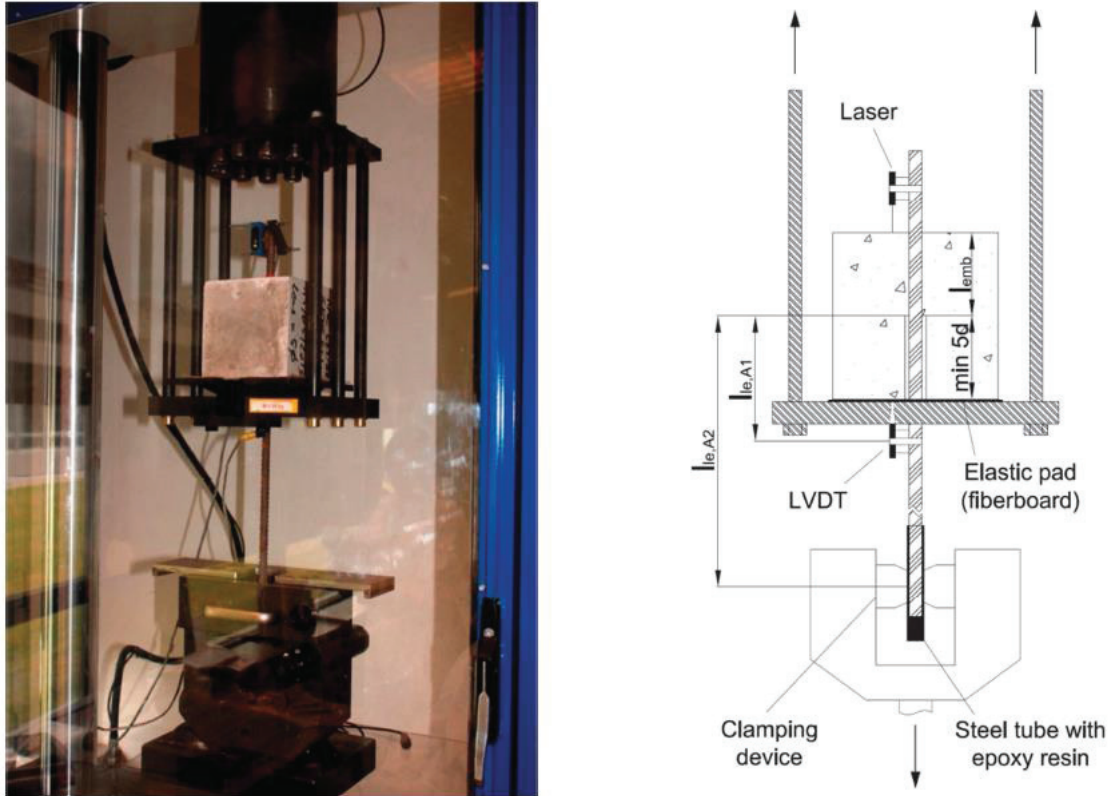 Laser
l_emb
min 5d
l_le,A1
l_le,A2
LVDT
Elastic pad
(fiberboard)
Clamping
device
Steel tube with
epoxy resin